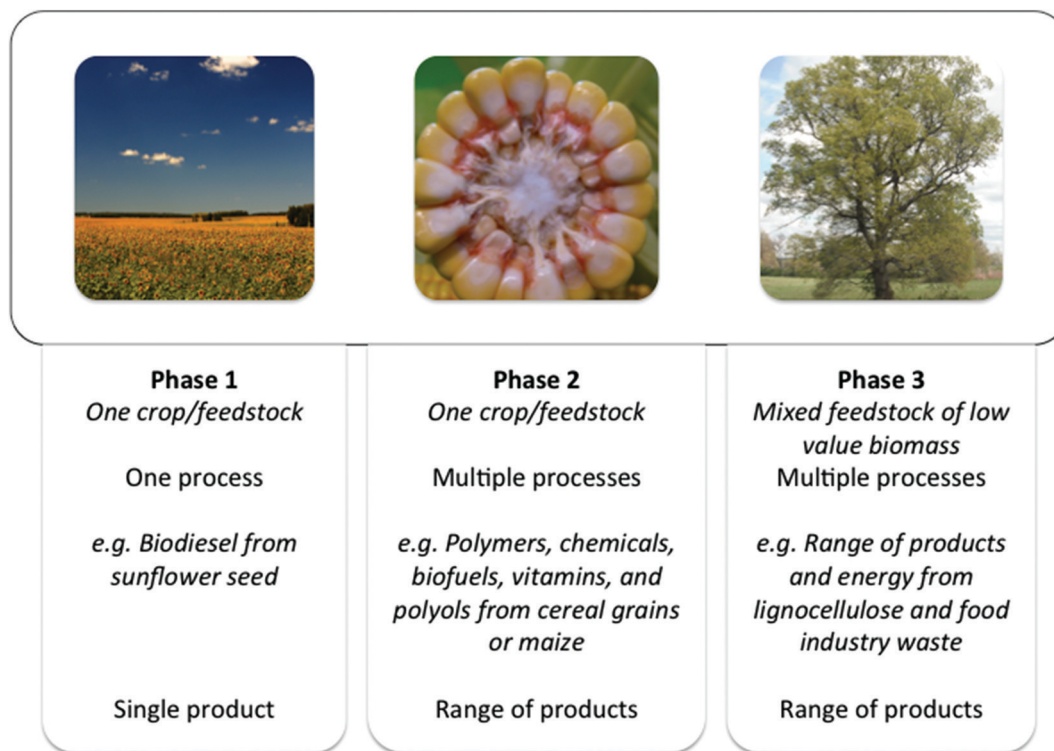 Phase 1
One crop/feedstock
One process
e.g. Biodiesel from
sunflower seed
Single product
Phase 2
One crop/feedstock
Multiple processes
e.g. Polymers, chemicals,
biofuels, vitamins, and
polyols from cereal grains
or maize
Range of products
Phase 3
Mixed feedstock of low
value biomass
Multiple processes
e.g. Range of products
and energy from
lignocellulose and food
industry waste
Range of products